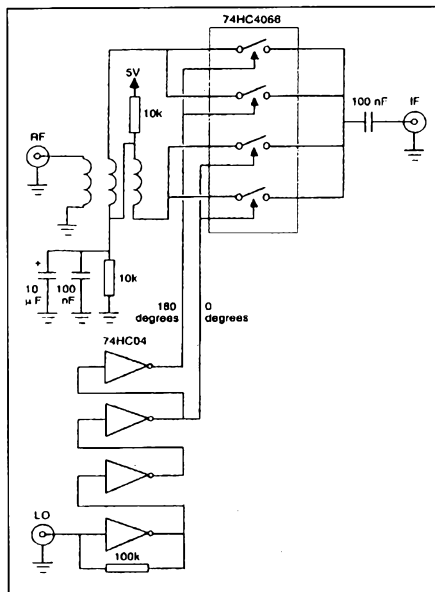 74HC4066
5V
10k
100 nF
IF
RF
+
10
µF
100
nF
10k
180
degrees
0
degrees
74HC04
LO
100k